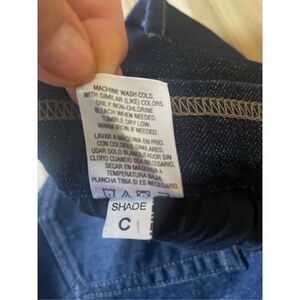 MACHINE WASH COLD
WITH SIMILAR (LIKE) COLORS.
ONLY NON-CHLORINE
BLEACH WHEN NEEDED.
TUMBLE DRY LOW.
WARM IRON IF NEEDED.
LAVAR A MAQUINA EN FRIO,
CON COLORES SIMILARES.
USAR SOLO BLANQUEADOR SIN
CLORO CUANDO SEA NECESARIO.
SECAR EN MAQUINA A
TEMPERATURA BAJA.
PLANCHA TIBIA SI ES NECESARIO.
SHADE
C